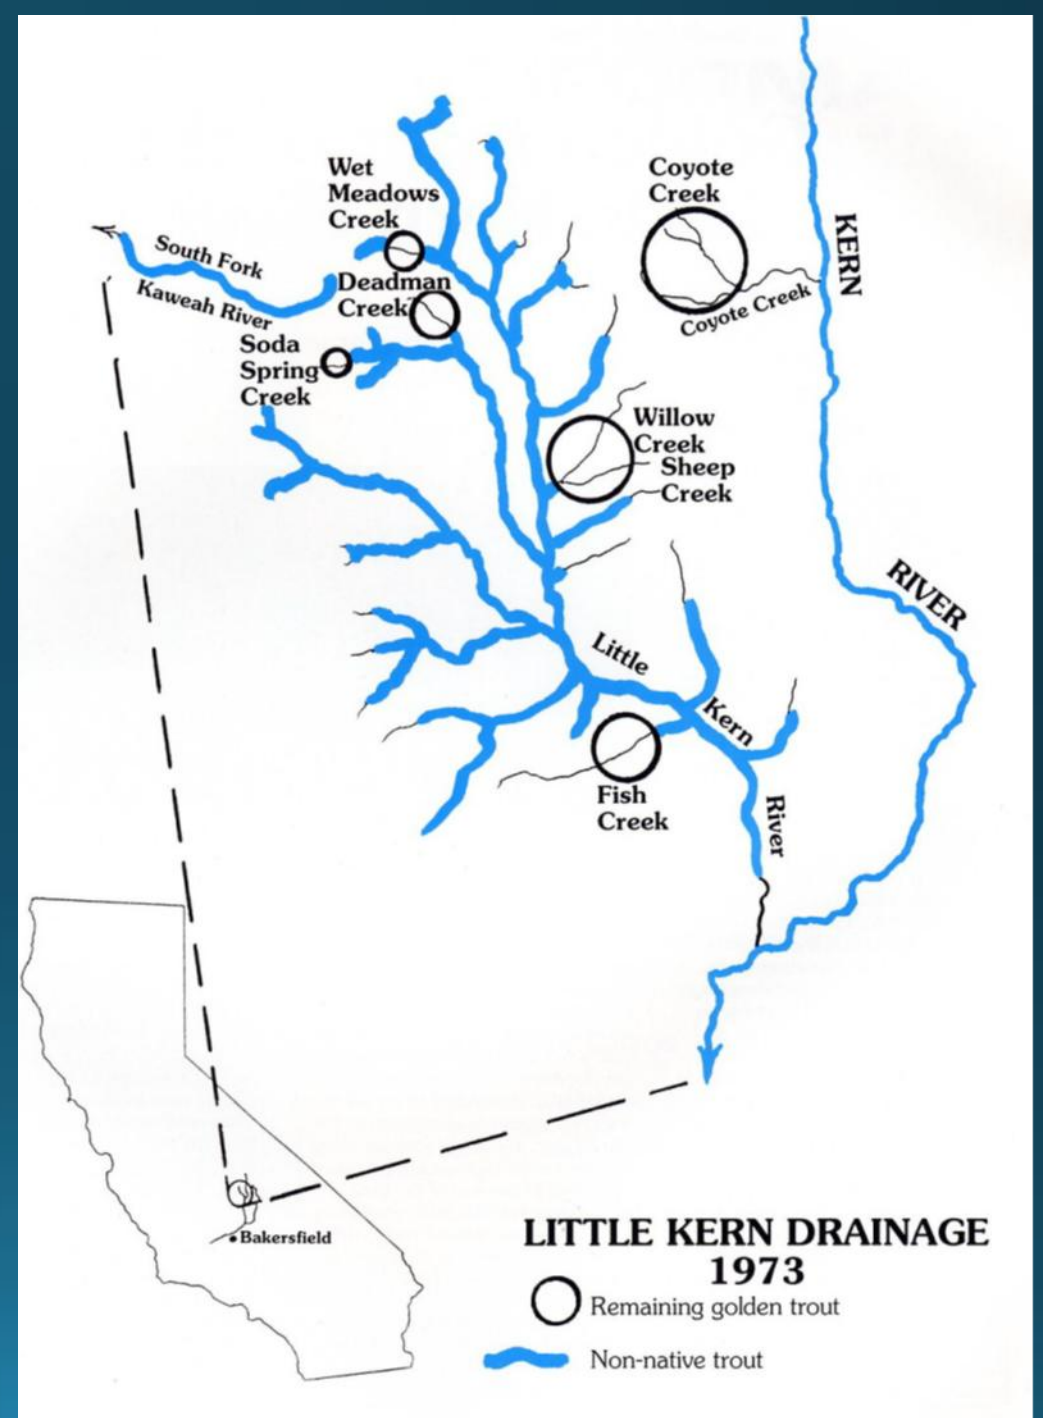 Wet
Meadows
Creek
Coyote
Creek
KERN
South Fork
Kaweah River
Deadman
Creek
Coyote Creek
Soda
Spring
Creek
Willow
Creek
Sheep
Creek
RIVER
Little
Kern
River
Fish
Creek
Bakersfield
LITTLE KERN DRAINAGE
1973
Remaining golden trout
Non-native trout